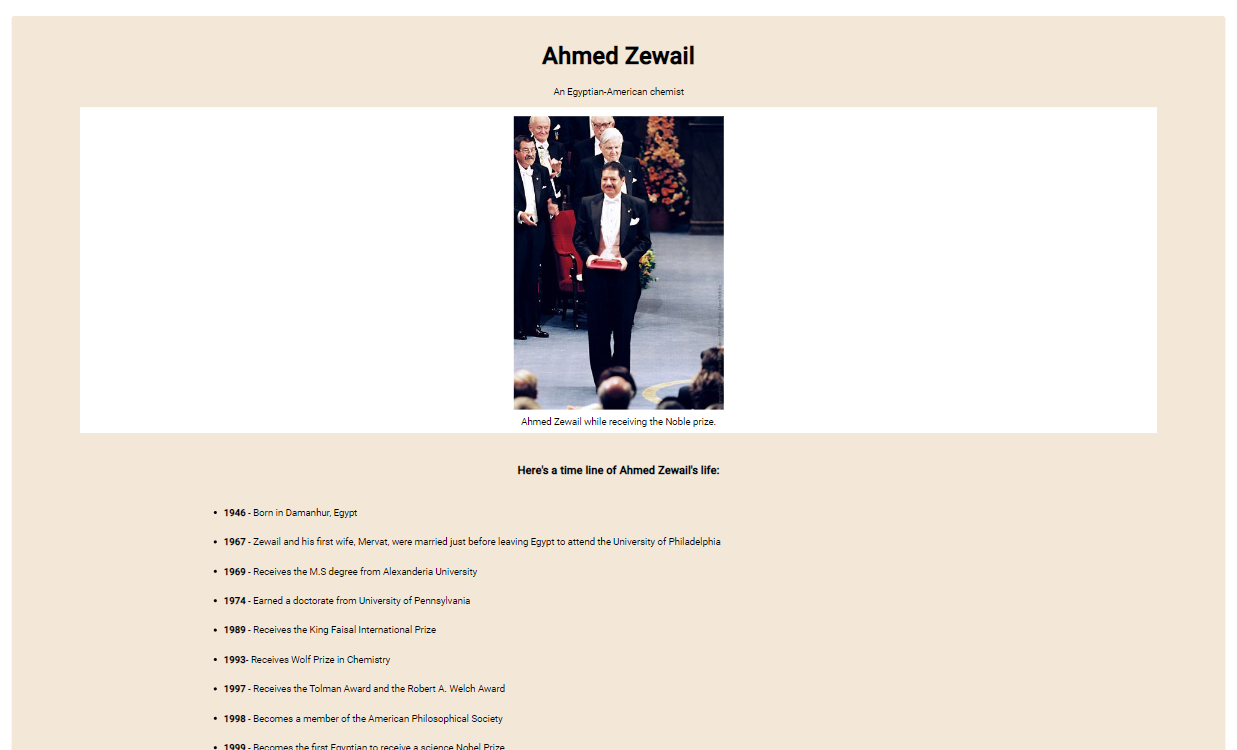 Ahmed Zewail
An Egyptian-American chemist
Ahmed Zewail while receiving the Noble prize.
Here's a time line of Ahmed Zewail's life:
• 1946 - Born in Damanhur, Egypt
• 1967 - Zewail and his first wife, Mervat, were married just before leaving Egypt to attend the University of Philadelphia
• 1969 - Receives the M.S degree from Alexanderia University
• 1974 - Earned a doctorate from University of Pennsylvania
• 1989 - Receives the King Faisal International Prize
• 1993- Receives Wolf Prize in Chemistry
• 1997 - Receives the Tolman Award and the Robert A. Welch Award
• 1998 - Becomes a member of the American Philosophical Society
• 1999 - Becomes the first Egyptian to receive a science Nobel Prize